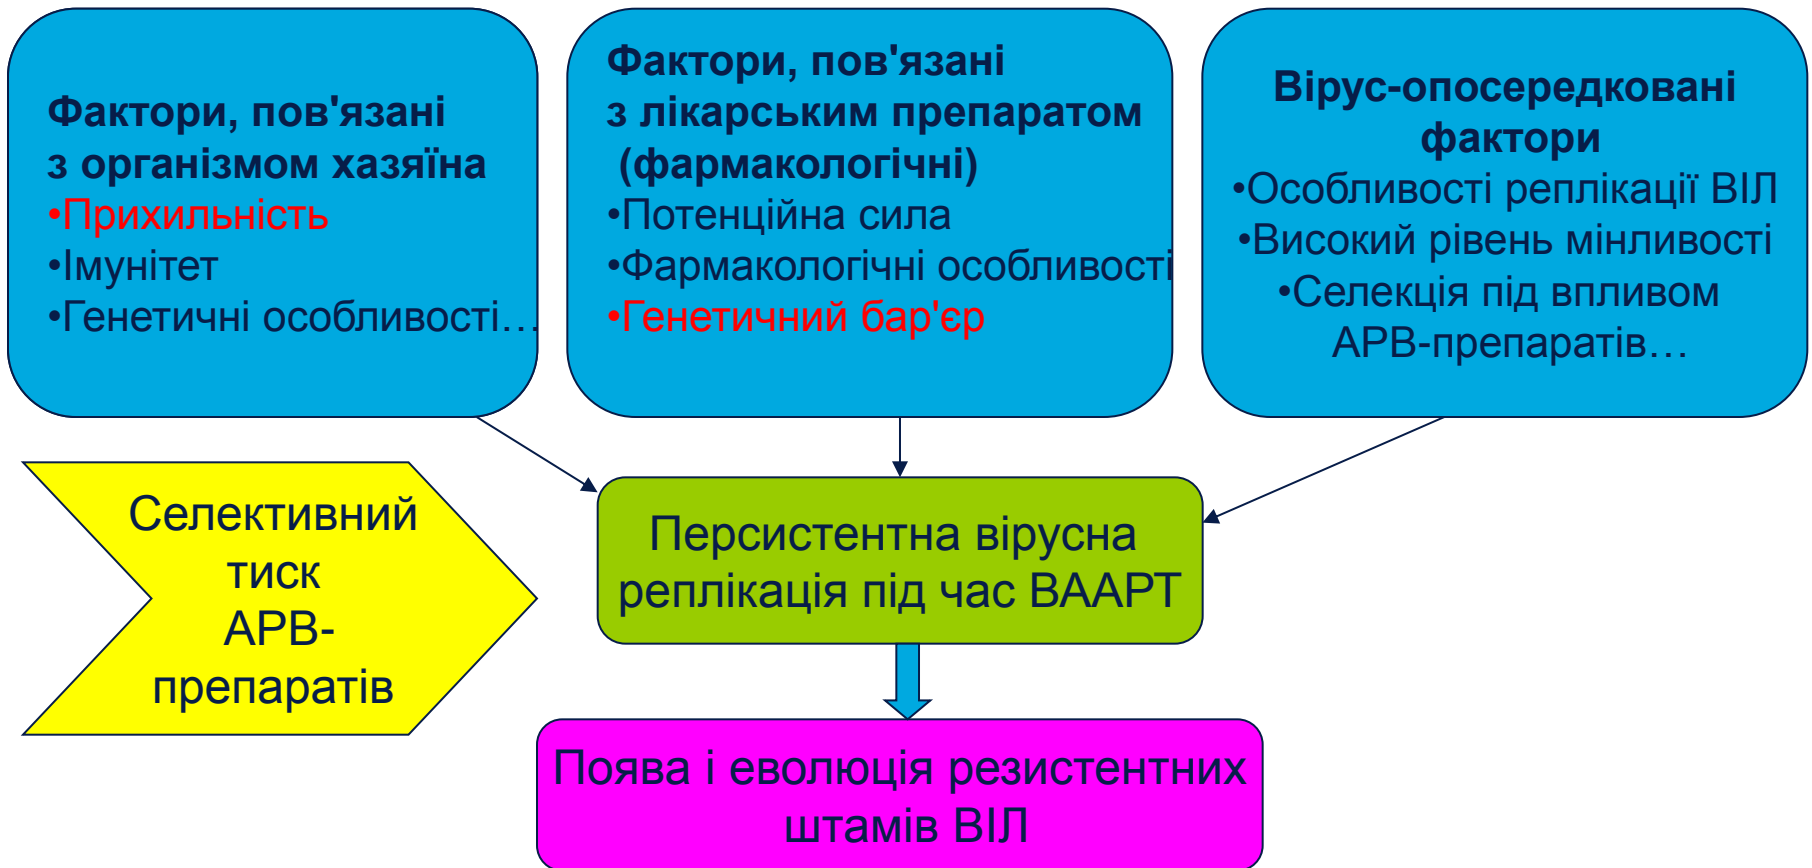 Фактори, пов'язані
з організмом хазяїна
•Прихильність
•Імунітет
•Генетичні особливості…
Фактори, пов'язані
з лікарським препаратом
(фармакологічні)
•Потенційна сила
•Фармакологічні особливості
•Генетичний бар'єр
Вірус-опосередковані
фактори
•Особливості реплікації ВІЛ
•Високий рівень мінливості
•Селекція під впливом
АРВ-препаратів…
Селективний
тиск
АРВ-
препаратів
Персистентна вірусна
реплікація під час ВААРТ
Поява і еволюція резистентних
штамів ВІЛ